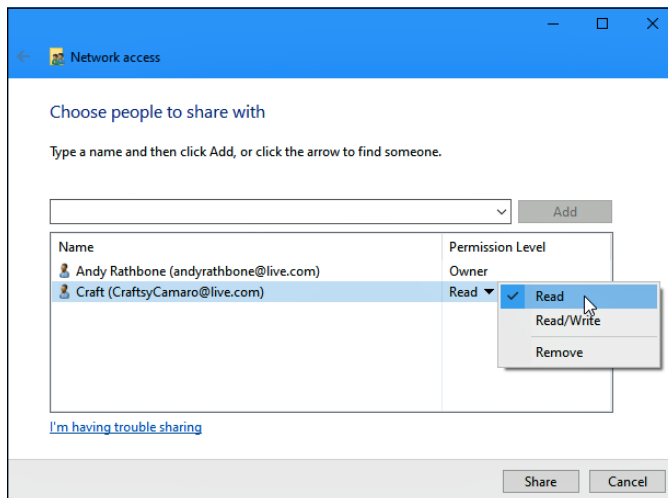 Network access
Choose people to share with
Type a name and then click Add, or click the arrow to find someone.
Add
Name Permission Level
Andy Rathbone (andyrathbone@live.com) Owner
Craft (CraftsyCamaro@live.com) Read
Read
Read/Write
Remove
I'm having trouble sharing
Share Cancel